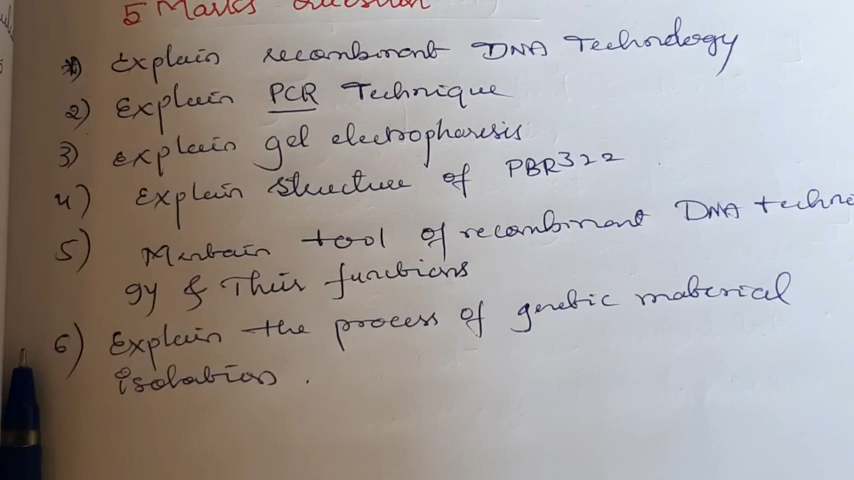 5 Marks Question
1) Explain recombinant DNA Technology
2) Explain PCR Technique
3) Explain gel electropharesis
4) Explain structure of PBR322
5) Mention tool of recombinant DNA techno
gy & Their functions
6) Explain the process of genetic material
isolation.